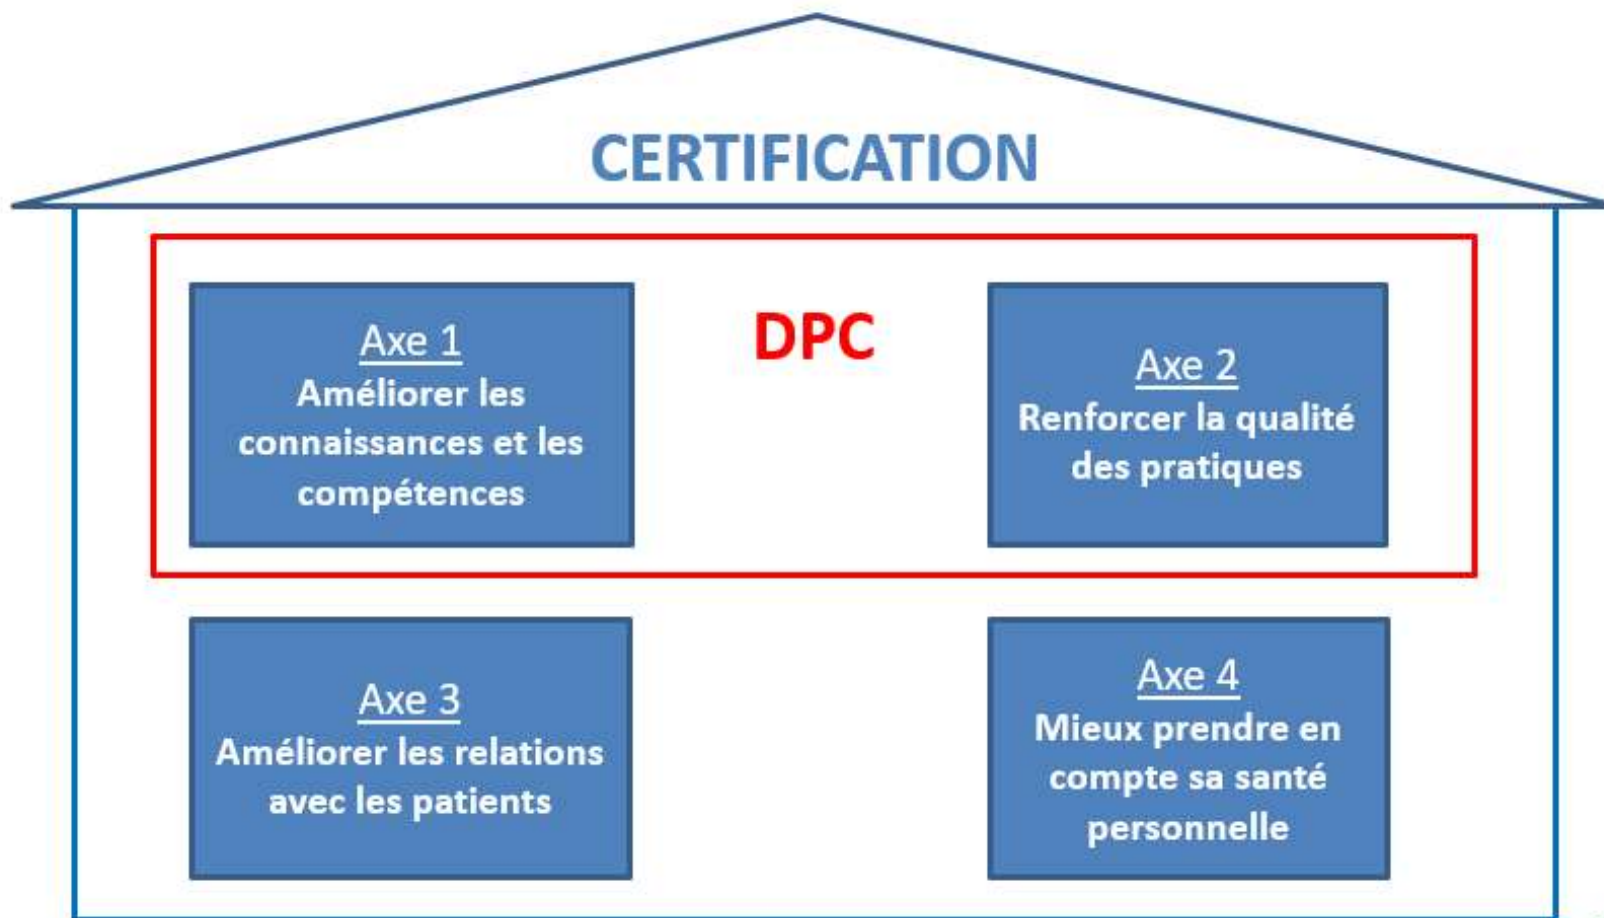 CERTIFICATION
DPC
Axe 1
Améliorer les
connaissances et les
compétences
Axe 2
Renforcer la qualité
des pratiques
Axe 3
Améliorer les relations
avec les patients
Axe 4
Mieux prendre en
compte sa santé
personnelle